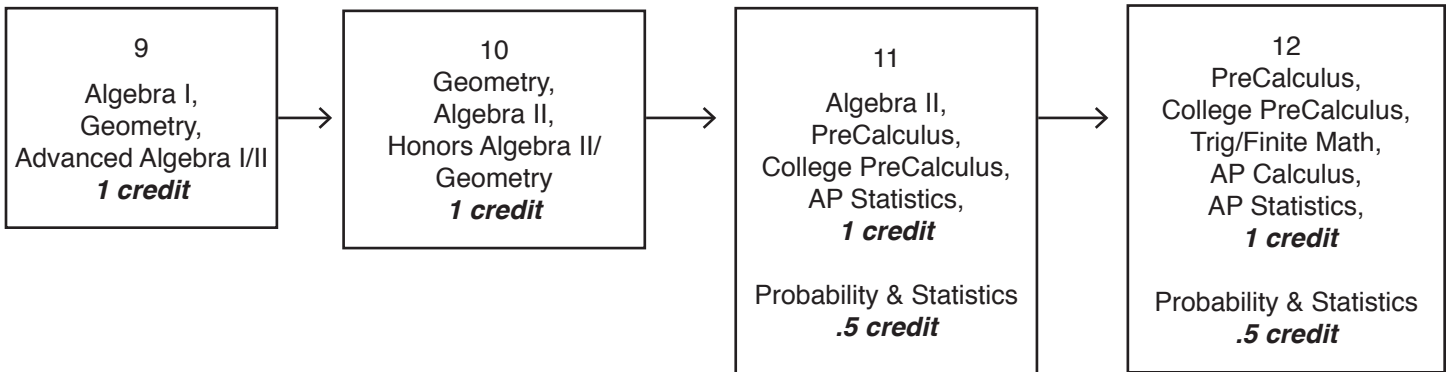 9
Algebra I,
Geometry,
Advanced Algebra I/II
1 credit
10
Geometry,
Algebra II,
Honors Algebra II/
Geometry
1 credit
11
Algebra II,
PreCalculus,
College PreCalculus,
AP Statistics,
1 credit
Probability & Statistics
.5 credit
12
PreCalculus,
College PreCalculus,
Trig/Finite Math,
AP Calculus,
AP Statistics,
1 credit
Probability & Statistics
.5 credit